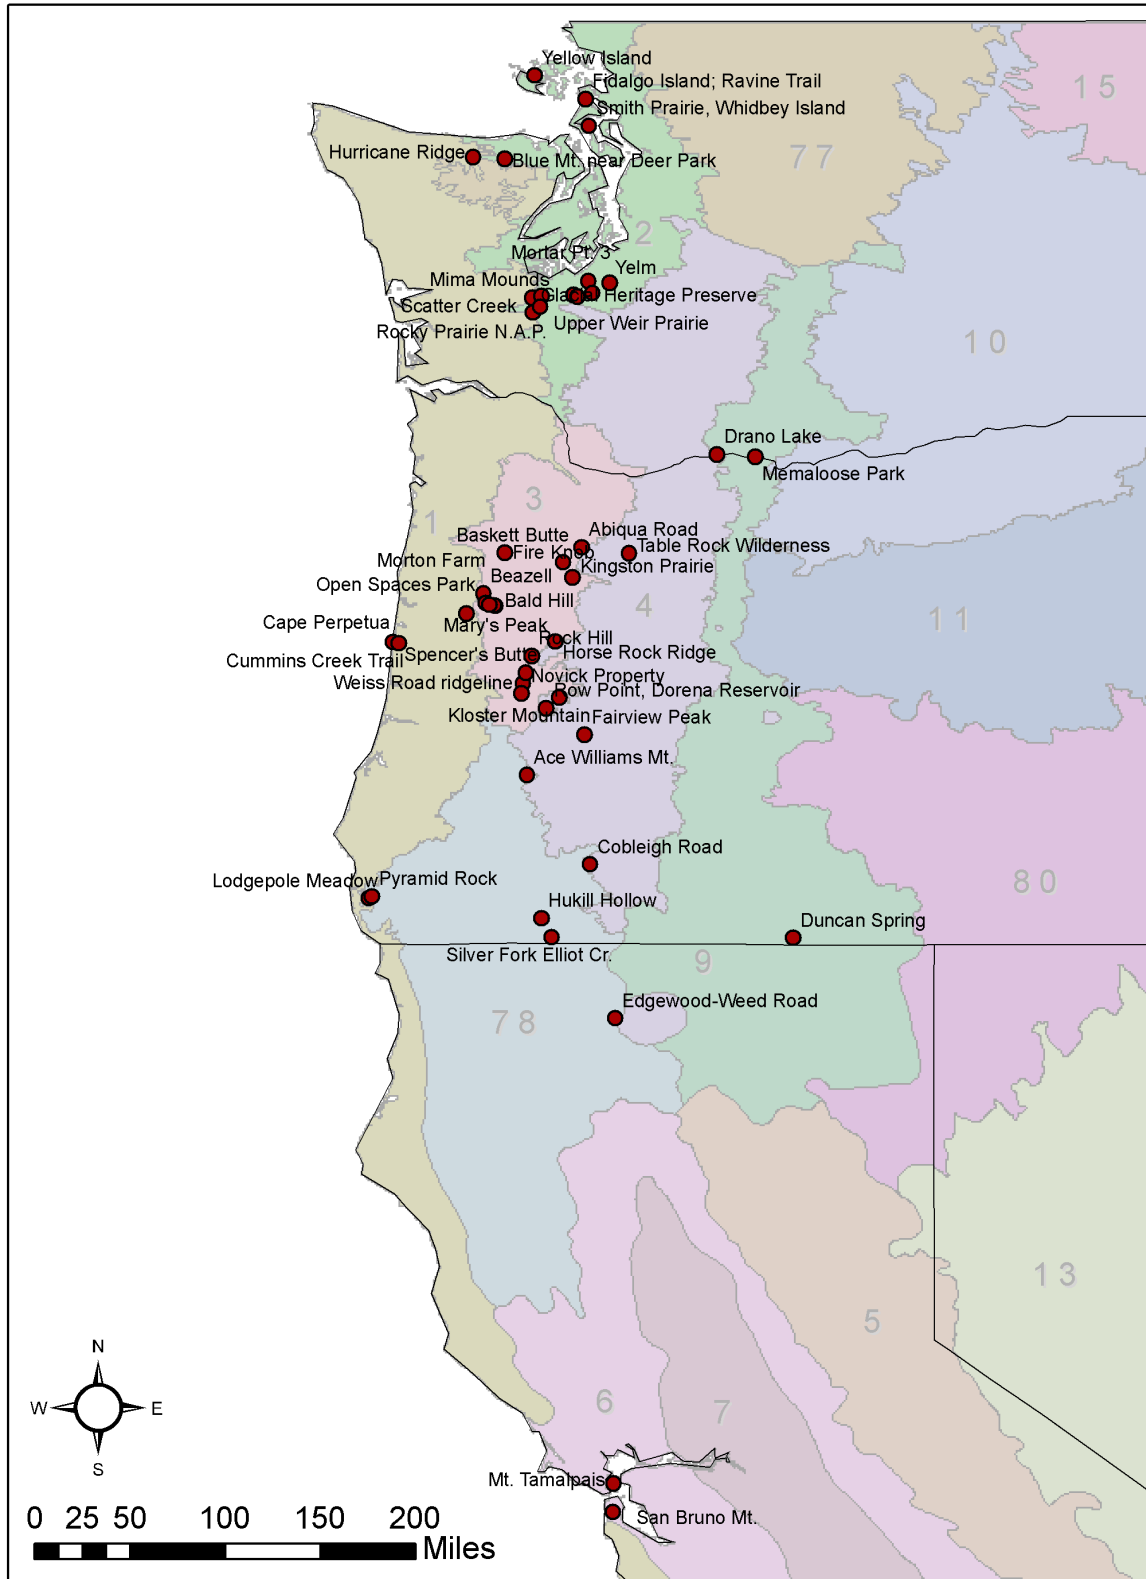 Yellow Island
Fidalgo Island; Ravine Trail
15
Smith Prairie, Whidbey Island
77
Hurricane Ridge
Blue Mt. near Deer Park
2
Mortar Pt. 3
Yelm
Mima Mounds
Glacial Heritage Preserve
Scatter Creek
Upper Weir Prairie
Rocky Prairie N.A.P.
10
Drano Lake
Memaloose Park
3
1
Abiqua Road
Baskett Butte
Fire Knob
Table Rock Wilderness
Morton Farm
Kingston Prairie
Beazell
Open Spaces Park
Bald Hill
4
11
Mary's Peak
Cape Perpetua
Rock Hill
Horse Rock Ridge
Cummins Creek Trail
Spencer's Butte
Novick Property
Weiss Road ridgeline
Row Point, Dorena Reservoir
Kloster Mountain
Fairview Peak
Ace Williams Mt.
Cobleigh Road
Lodgepole Meadow
Pyramid Rock
80
Hukill Hollow
Duncan Spring
Silver Fork Elliot Cr.
9
Edgewood-Weed Road
78
13
5
N
W
E
S
6
7
Mt. Tamalpais
San Bruno Mt.
0 25 50 100 150 200
Miles